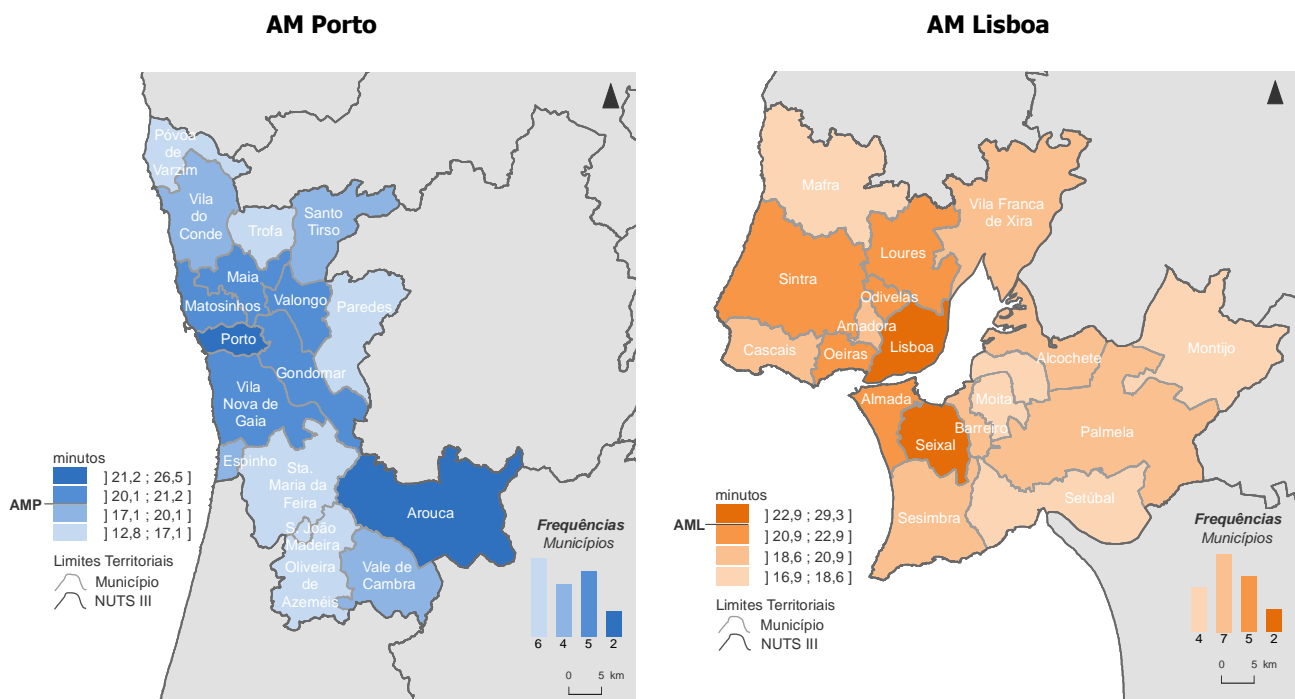 AM Porto
Póvoa
de
Varzim
Vila
do
Conde
Trofa
Santo
Tirso
Maia
Matosinhos
Valongo
Paredes
Porto
Gondomar
Vila
Nova de
Gaia
Espinho
Sta.
Maria da
Feira
Arouca
S. João
Madeira
Oliveira
de
Azeméis
Vale de
Cambra
minutos
] 21,2 ; 26,5 ]
AMP
] 20,1 ; 21,2 ]
] 17,1 ; 20,1 ]
] 12,8 ; 17,1 ]
Limites Territoriais
Município
NUTS III
Frequências
Municípios
6 4 5 2
0 5 km
AM Lisboa
Mafra
Vila Franca
de Xira
Loures
Sintra
Odivelas
Amadora
Lisboa
Cascais
Oeiras
Montijo
Alcochete
Almada
Moita
Barreiro
Seixal
Palmela
Setúbal
Sesimbra
minutos
] 22,9 ; 29,3 ]
AML
] 20,9 ; 22,9 ]
] 18,6 ; 20,9 ]
] 16,9 ; 18,6 ]
Limites Territoriais
Município
NUTS III
Frequências
Municípios
4 7 5 2
0 5 km